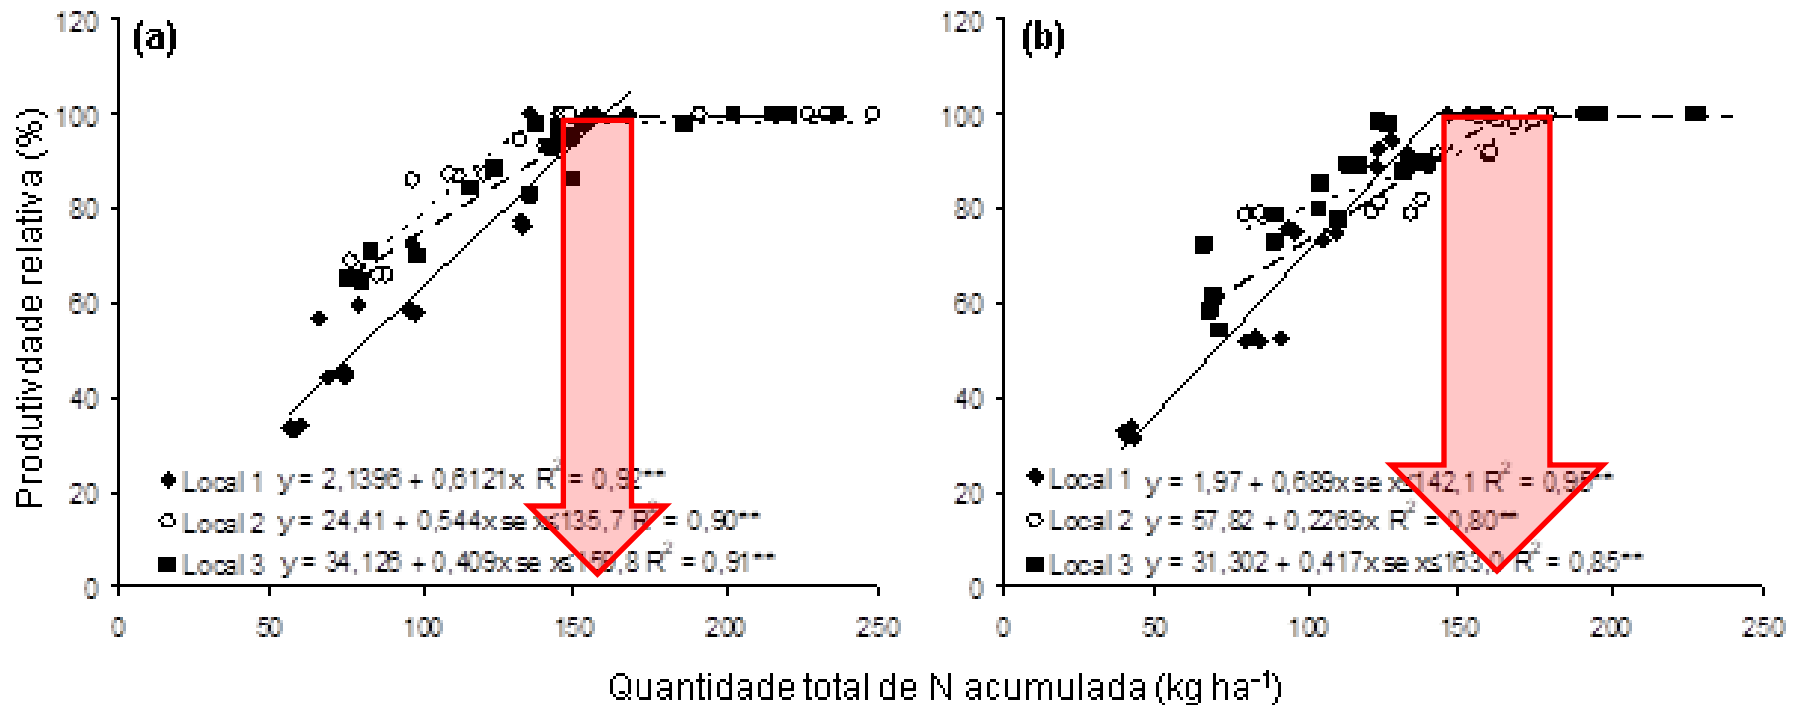 (a)
Produtividade relativa (%)
120
100
80
60
40
20
0
Local 1 y = 2,1396 + 0,6121x R² = 0,92**
Local 2 y = 24,41 + 0,544x se x≤135,7 R² = 0,90**
Local 3 y = 34,126 + 0,409x se x≤159,8 R² = 0,91**
0 50 100 150 200 250
(b)
120
100
80
60
40
20
0
Local 1 y = 1,97 + 0,689x se x≤142,1 R² = 0,95**
Local 2 y = 57,82 + 0,2269x R² = 0,80**
Local 3 y = 31,302 + 0,417x se x≤163, R² = 0,85**
0 50 100 150 200 250
Quantidade total de N acumulada (kg ha⁻¹)